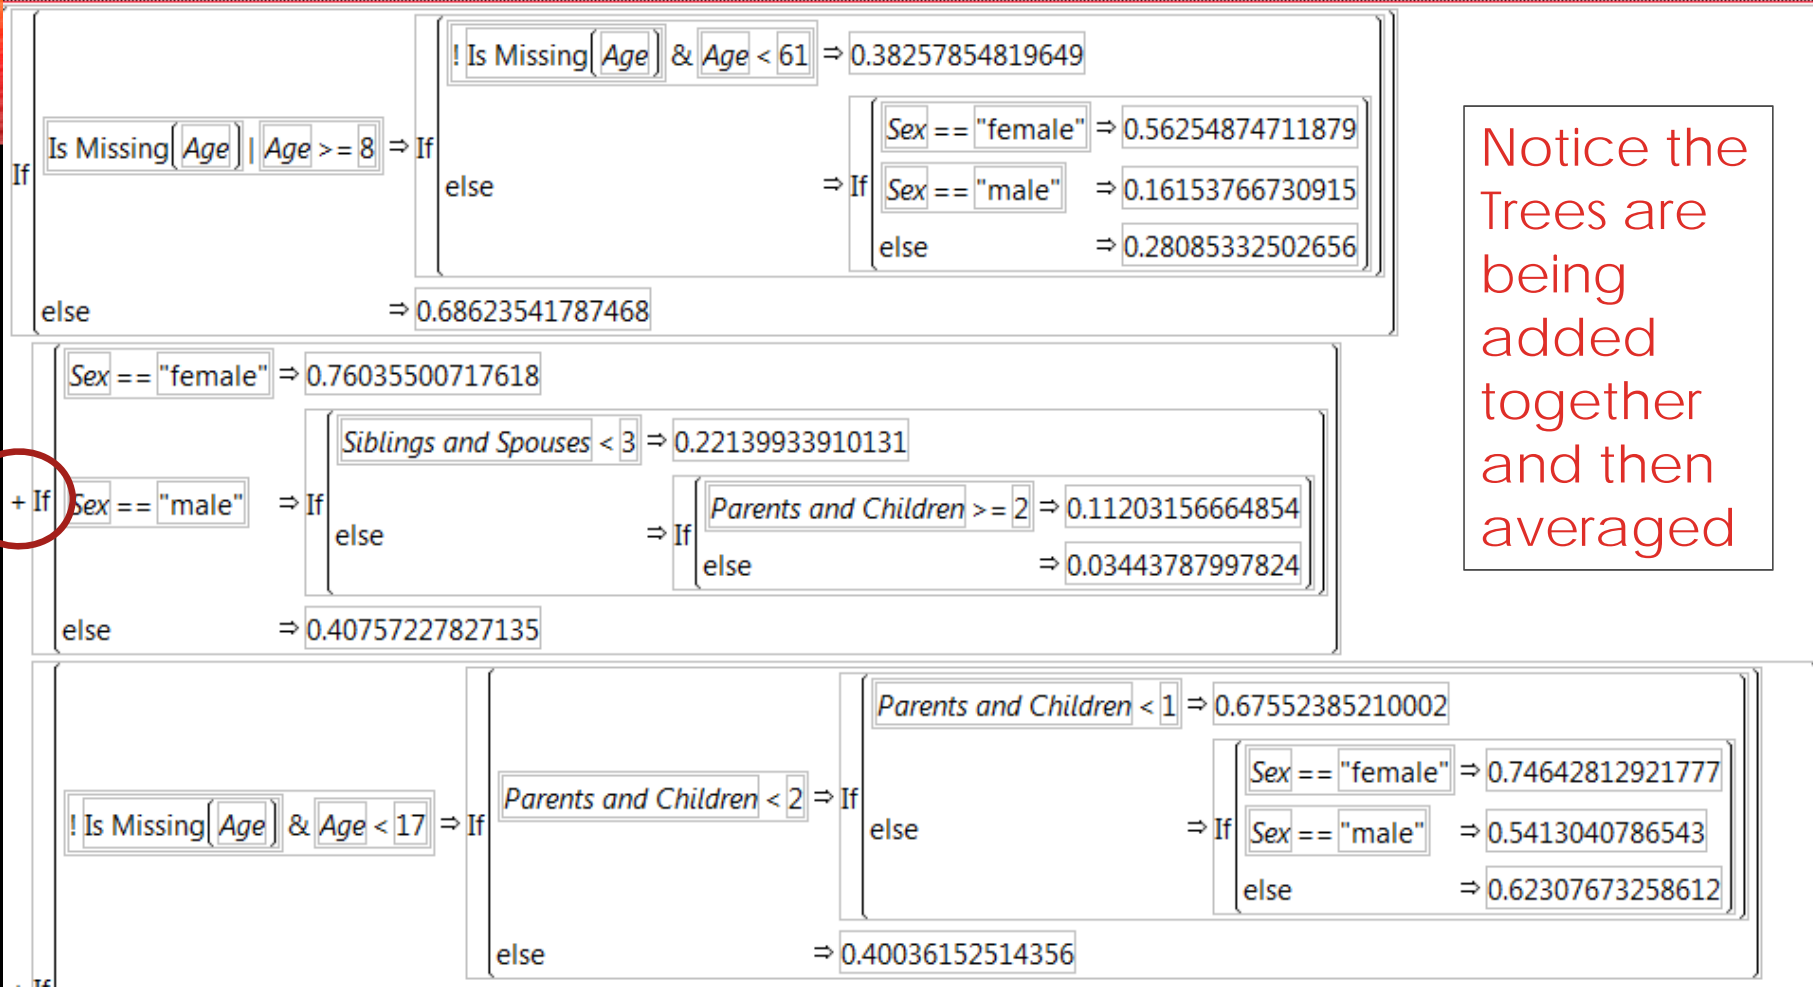 ! Is Missing(Age) & Age < 61 ⇒ 0.38257854819649
Sex == "female" ⇒ 0.56254874711879
If Is Missing(Age) | Age >= 8 ⇒ If
else ⇒ If Sex == "male" ⇒ 0.16153766730915
else ⇒ 0.28085332502656
else ⇒ 0.68623541787468
Sex == "female" ⇒ 0.76035500717618
Siblings and Spouses < 3 ⇒ 0.22139933910131
+ If Sex == "male" ⇒ If
Parents and Children >= 2 ⇒ 0.11203156664854
else ⇒ If
else ⇒ 0.03443787997824
else ⇒ 0.40757227827135
Parents and Children < 1 ⇒ 0.67552385210002
Sex == "female" ⇒ 0.74642812921777
Parents and Children < 2 ⇒ If
! Is Missing(Age) & Age < 17 ⇒ If
else ⇒ If Sex == "male" ⇒ 0.5413040786543
else ⇒ 0.62307673258612
else ⇒ 0.40036152514356
+ If
Notice the
Trees are
being
added
together
and then
averaged